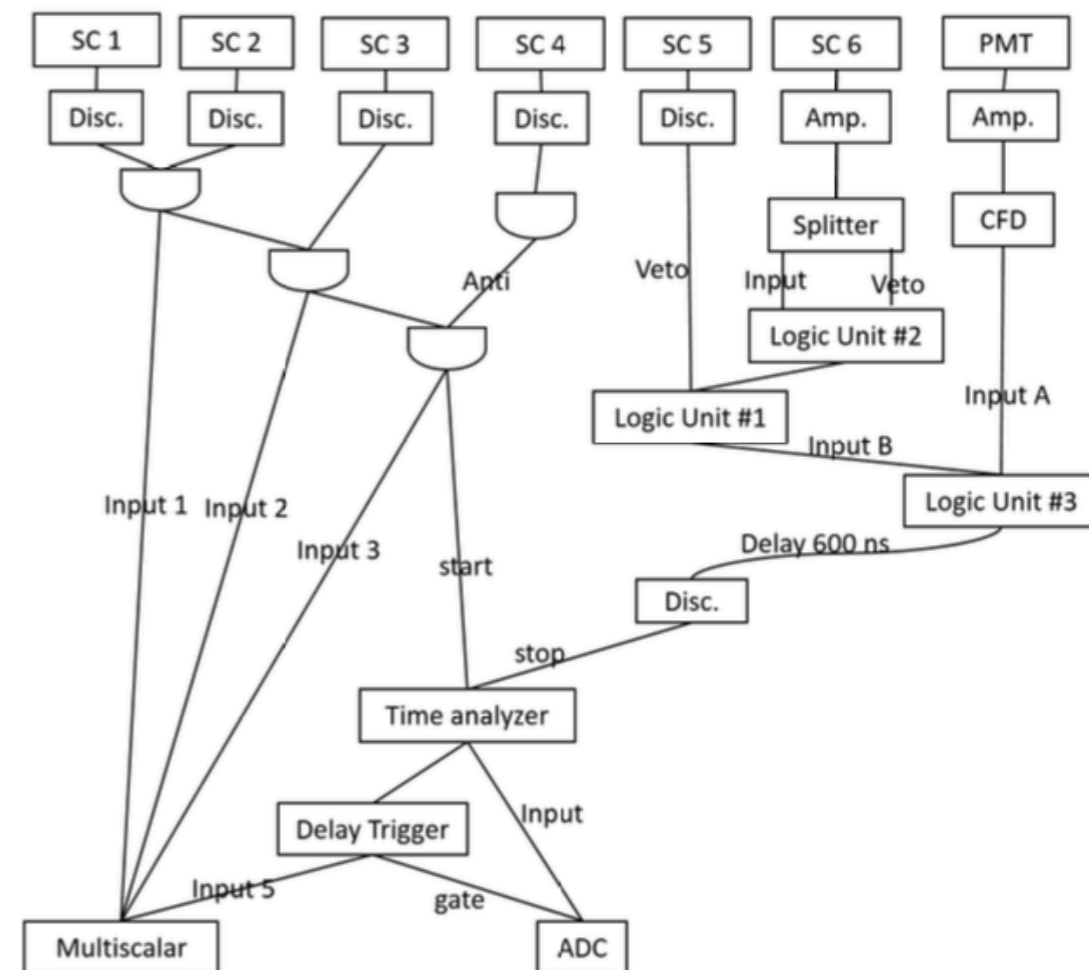 SC 1
SC 2
SC 3
SC 4
SC 5
SC 6
PMT
Disc.
Disc.
Disc.
Disc.
Disc.
Amp.
Amp.
Splitter
CFD
Anti
Veto
Input
Veto
Logic Unit #2
Logic Unit #1
Input A
Input B
Logic Unit #3
Input 1
Input 2
Input 3
start
Delay 600 ns
Disc.
stop
Time analyzer
Delay Trigger
Input
Input 5
gate
Multiscalar
ADC